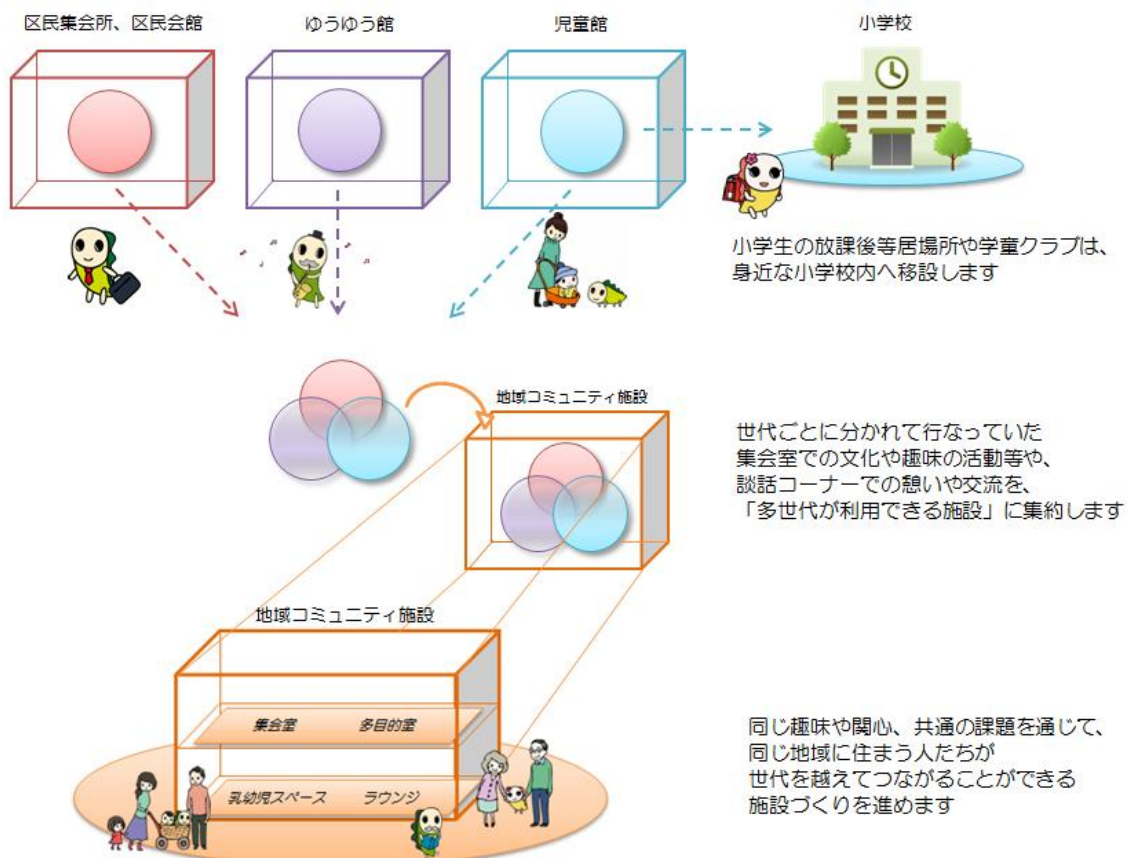 区民集会所、区民会館
ゆうゆう館
児童館
小学校
小学生の放課後等居場所や学童クラブは、
身近な小学校内へ移設します
地域コミュニティ施設
世代ごとに分かれて行なっていた
集会室での文化や趣味の活動等や、
談話コーナーでの憩いや交流を、
「多世代が利用できる施設」に集約します
地域コミュニティ施設
集会室
多目的室
乳幼児スペース
ラウンジ
同じ趣味や関心、共通の課題を通じて、
同じ地域に住まう人たちが
世代を越えてつながることができる
施設づくりを進めます